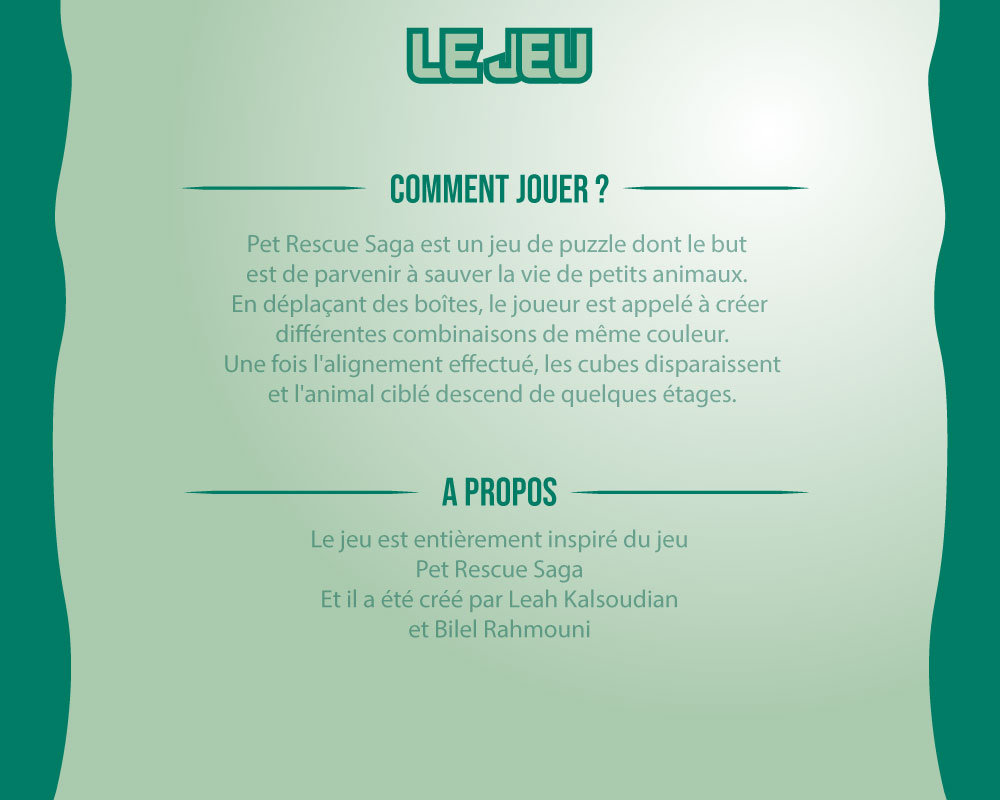 LE JEU
COMMENT JOUER ?
Pet Rescue Saga est un jeu de puzzle dont le but
est de parvenir à sauver la vie de petits animaux.
En déplaçant des boîtes, le joueur est appelé à créer
différentes combinaisons de même couleur.
Une fois l'alignement effectué, les cubes disparaissent
et l'animal ciblé descend de quelques étages.
A PROPOS
Le jeu est entièrement inspiré du jeu
Pet Rescue Saga
Et il a été créé par Leah Kalsoudian
et Bilel Rahmouni